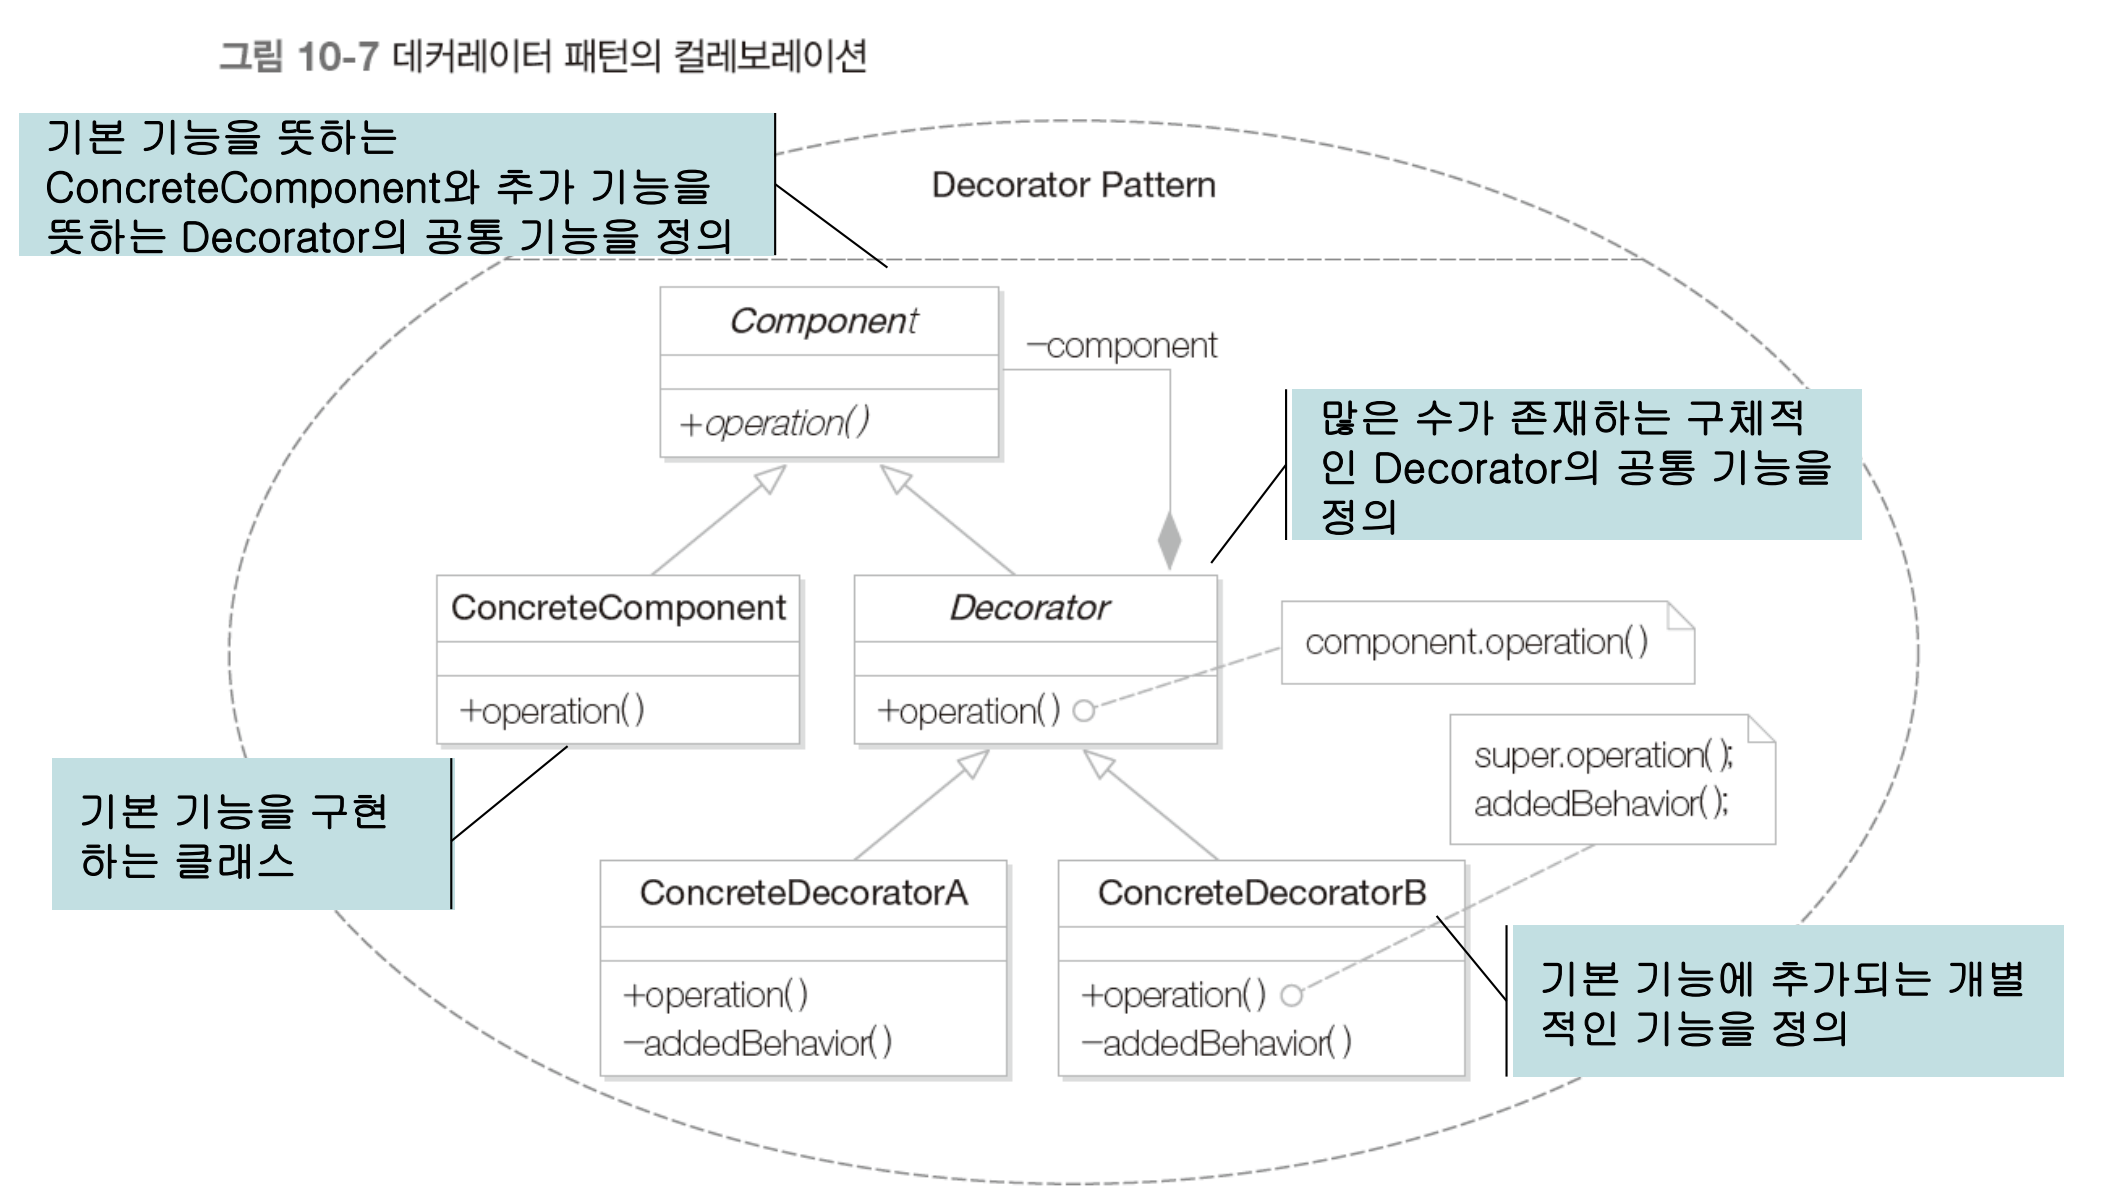 그림 10-7 데커레이터 패턴의 컬레보레이션
기본 기능을 뜻하는
ConcreteComponent와 추가 기능을
뜻하는 Decorator의 공통 기능을 정의
Decorator Pattern
Component
−component
+operation()
많은 수가 존재하는 구체적
인 Decorator의 공통 기능을
정의
ConcreteComponent
+operation()
Decorator
+operation()
component.operation()
super.operation();
addedBehavior();
기본 기능을 구현
하는 클래스
ConcreteDecoratorA
+operation()
−addedBehavior()
ConcreteDecoratorB
+operation()
−addedBehavior()
기본 기능에 추가되는 개별
적인 기능을 정의